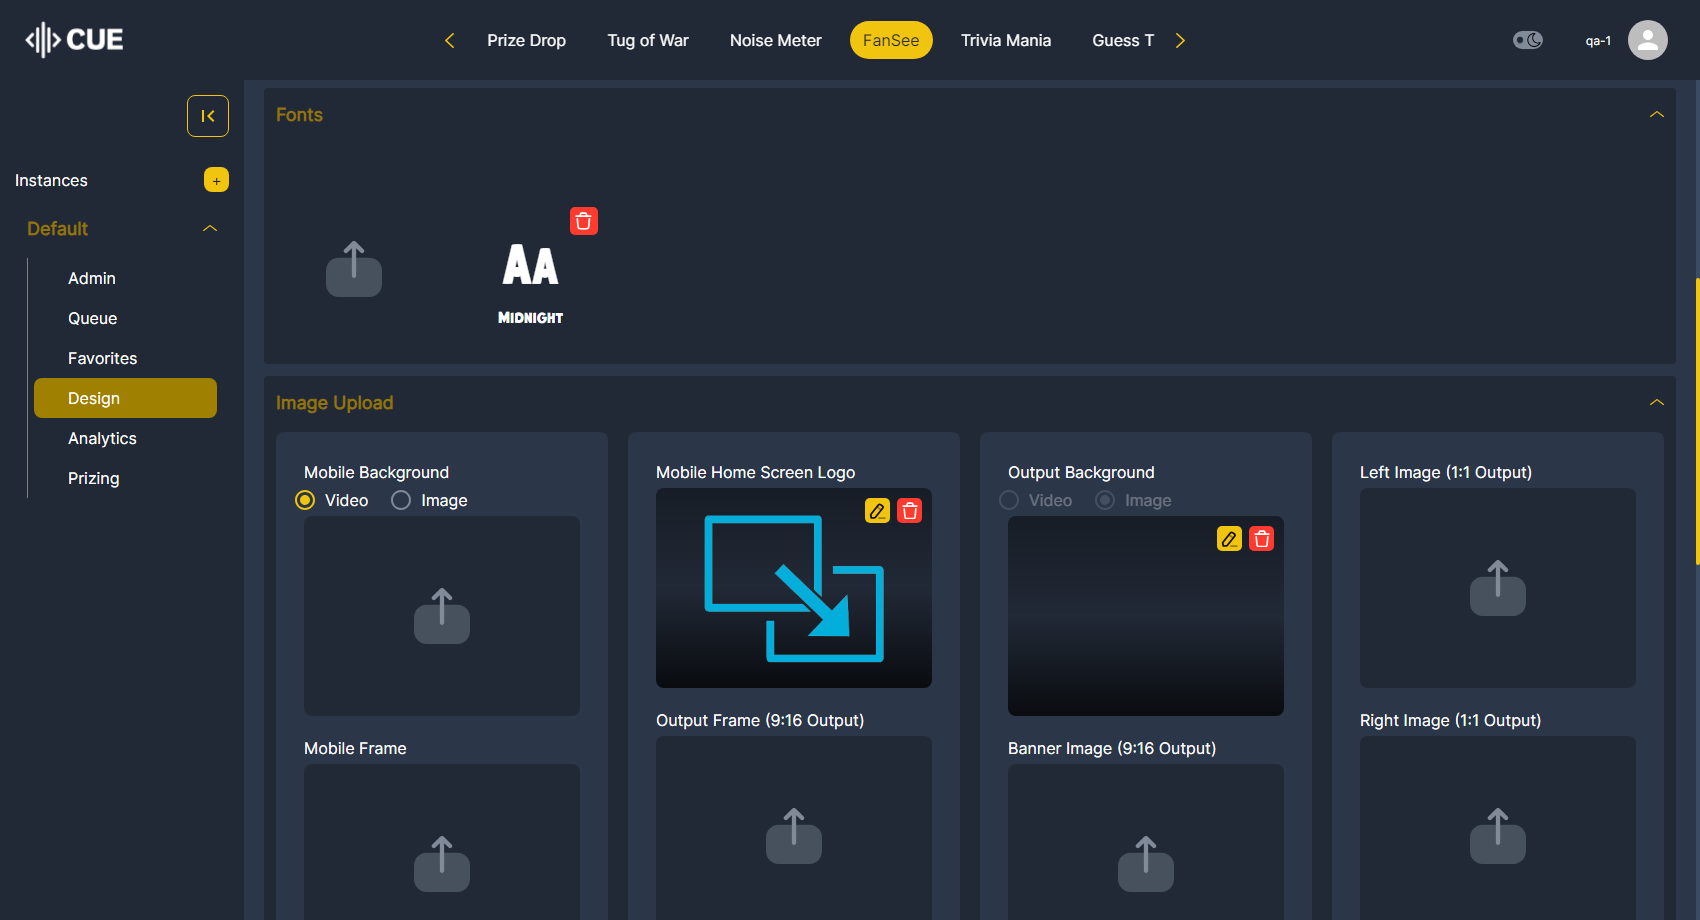 CUE
Prize Drop
Tug of War
Noise Meter
FanSee
Trivia Mania
Guess T
qa-1
Instances
+
Default
Admin
Queue
Favorites
Design
Analytics
Prizing
Fonts
AA
MIDNIGHT
Image Upload
Mobile Background
Video
Image
Mobile Home Screen Logo
Output Background
Video
Image
Left Image (1:1 Output)
Mobile Frame
Output Frame (9:16 Output)
Banner Image (9:16 Output)
Right Image (1:1 Output)